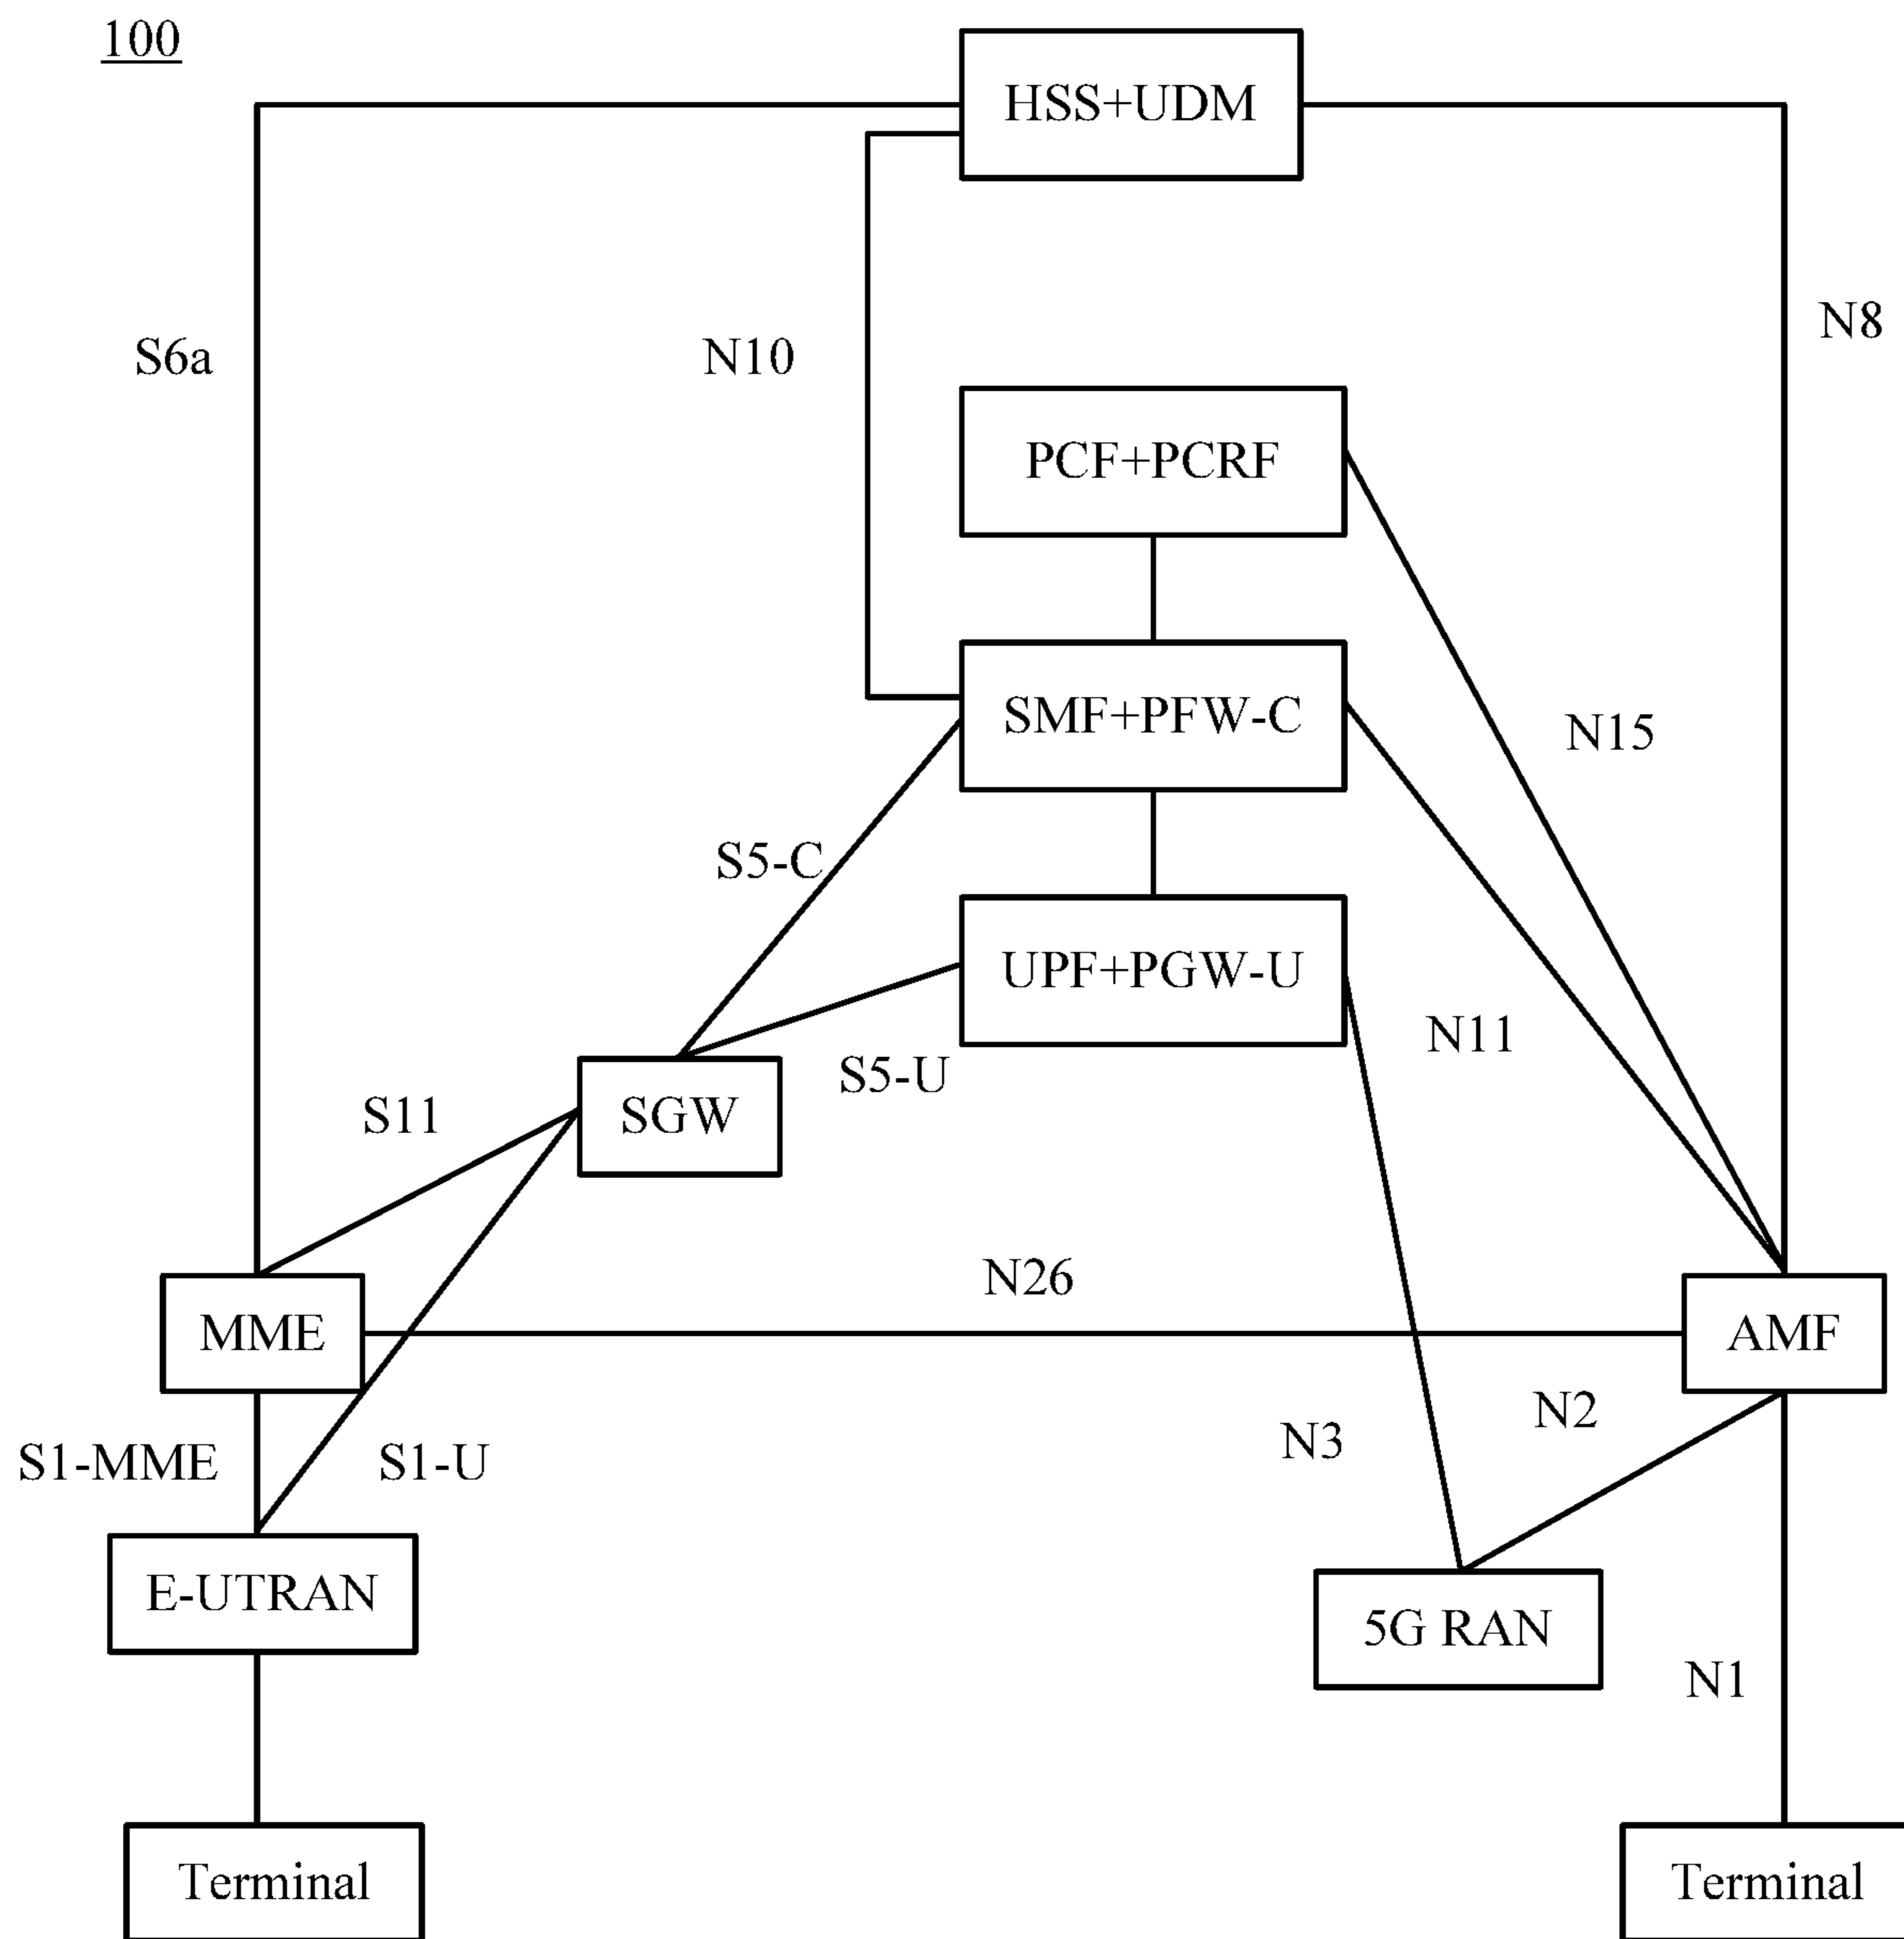 100
HSS+UDM
N8
S6a
N10
PCF+PCRF
N15
SMF+PFW-C
S5-C
UPF+PGW-U
N11
S5-U
S11
SGW
N26
MME
AMF
N2
N3
S1-MME
S1-U
E-UTRAN
5G RAN
N1
Terminal
Terminal